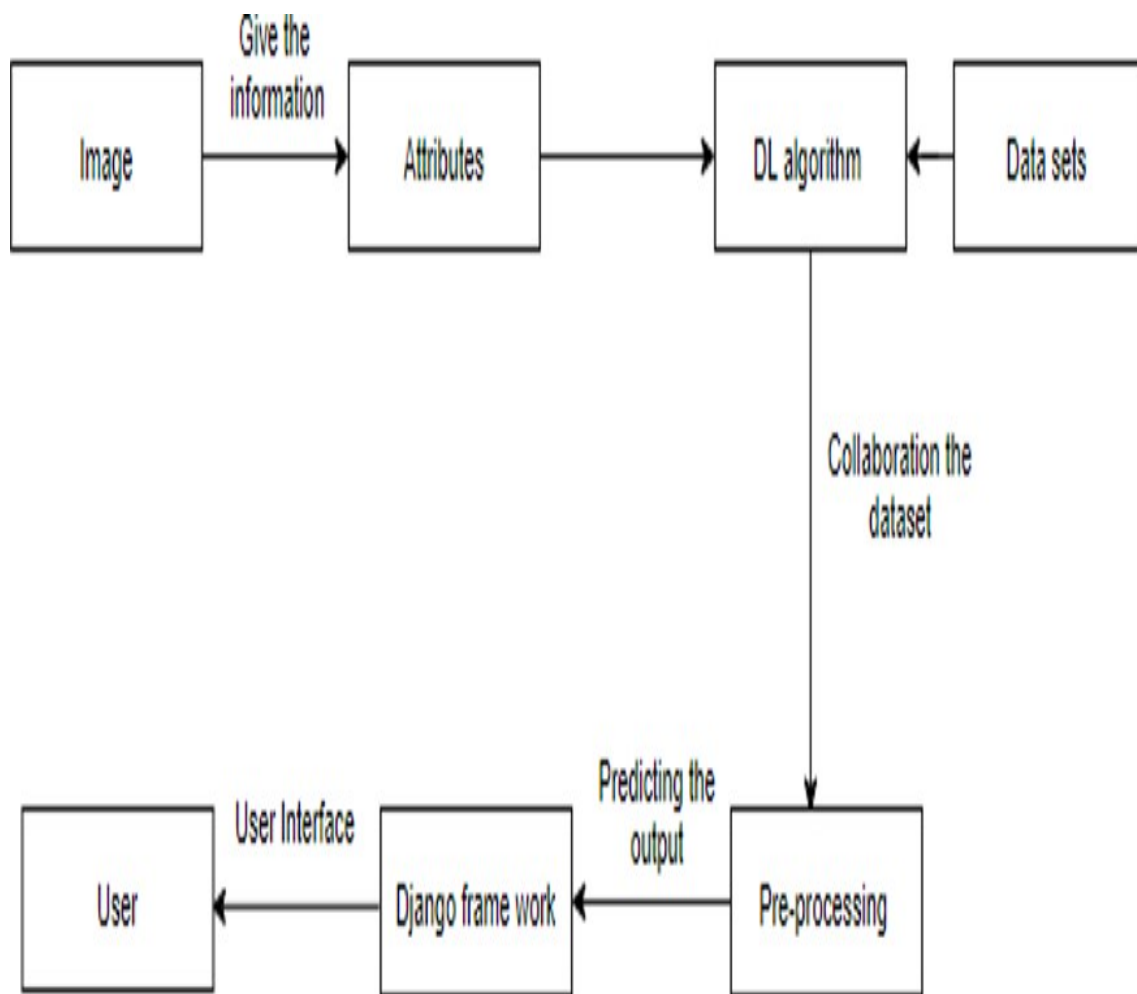 Give the
information
Image
Attributes
DL algorithm
Data sets
Collaboration the
dataset
Predicting the
output
User Interface
User
Django frame work
Pre-processing